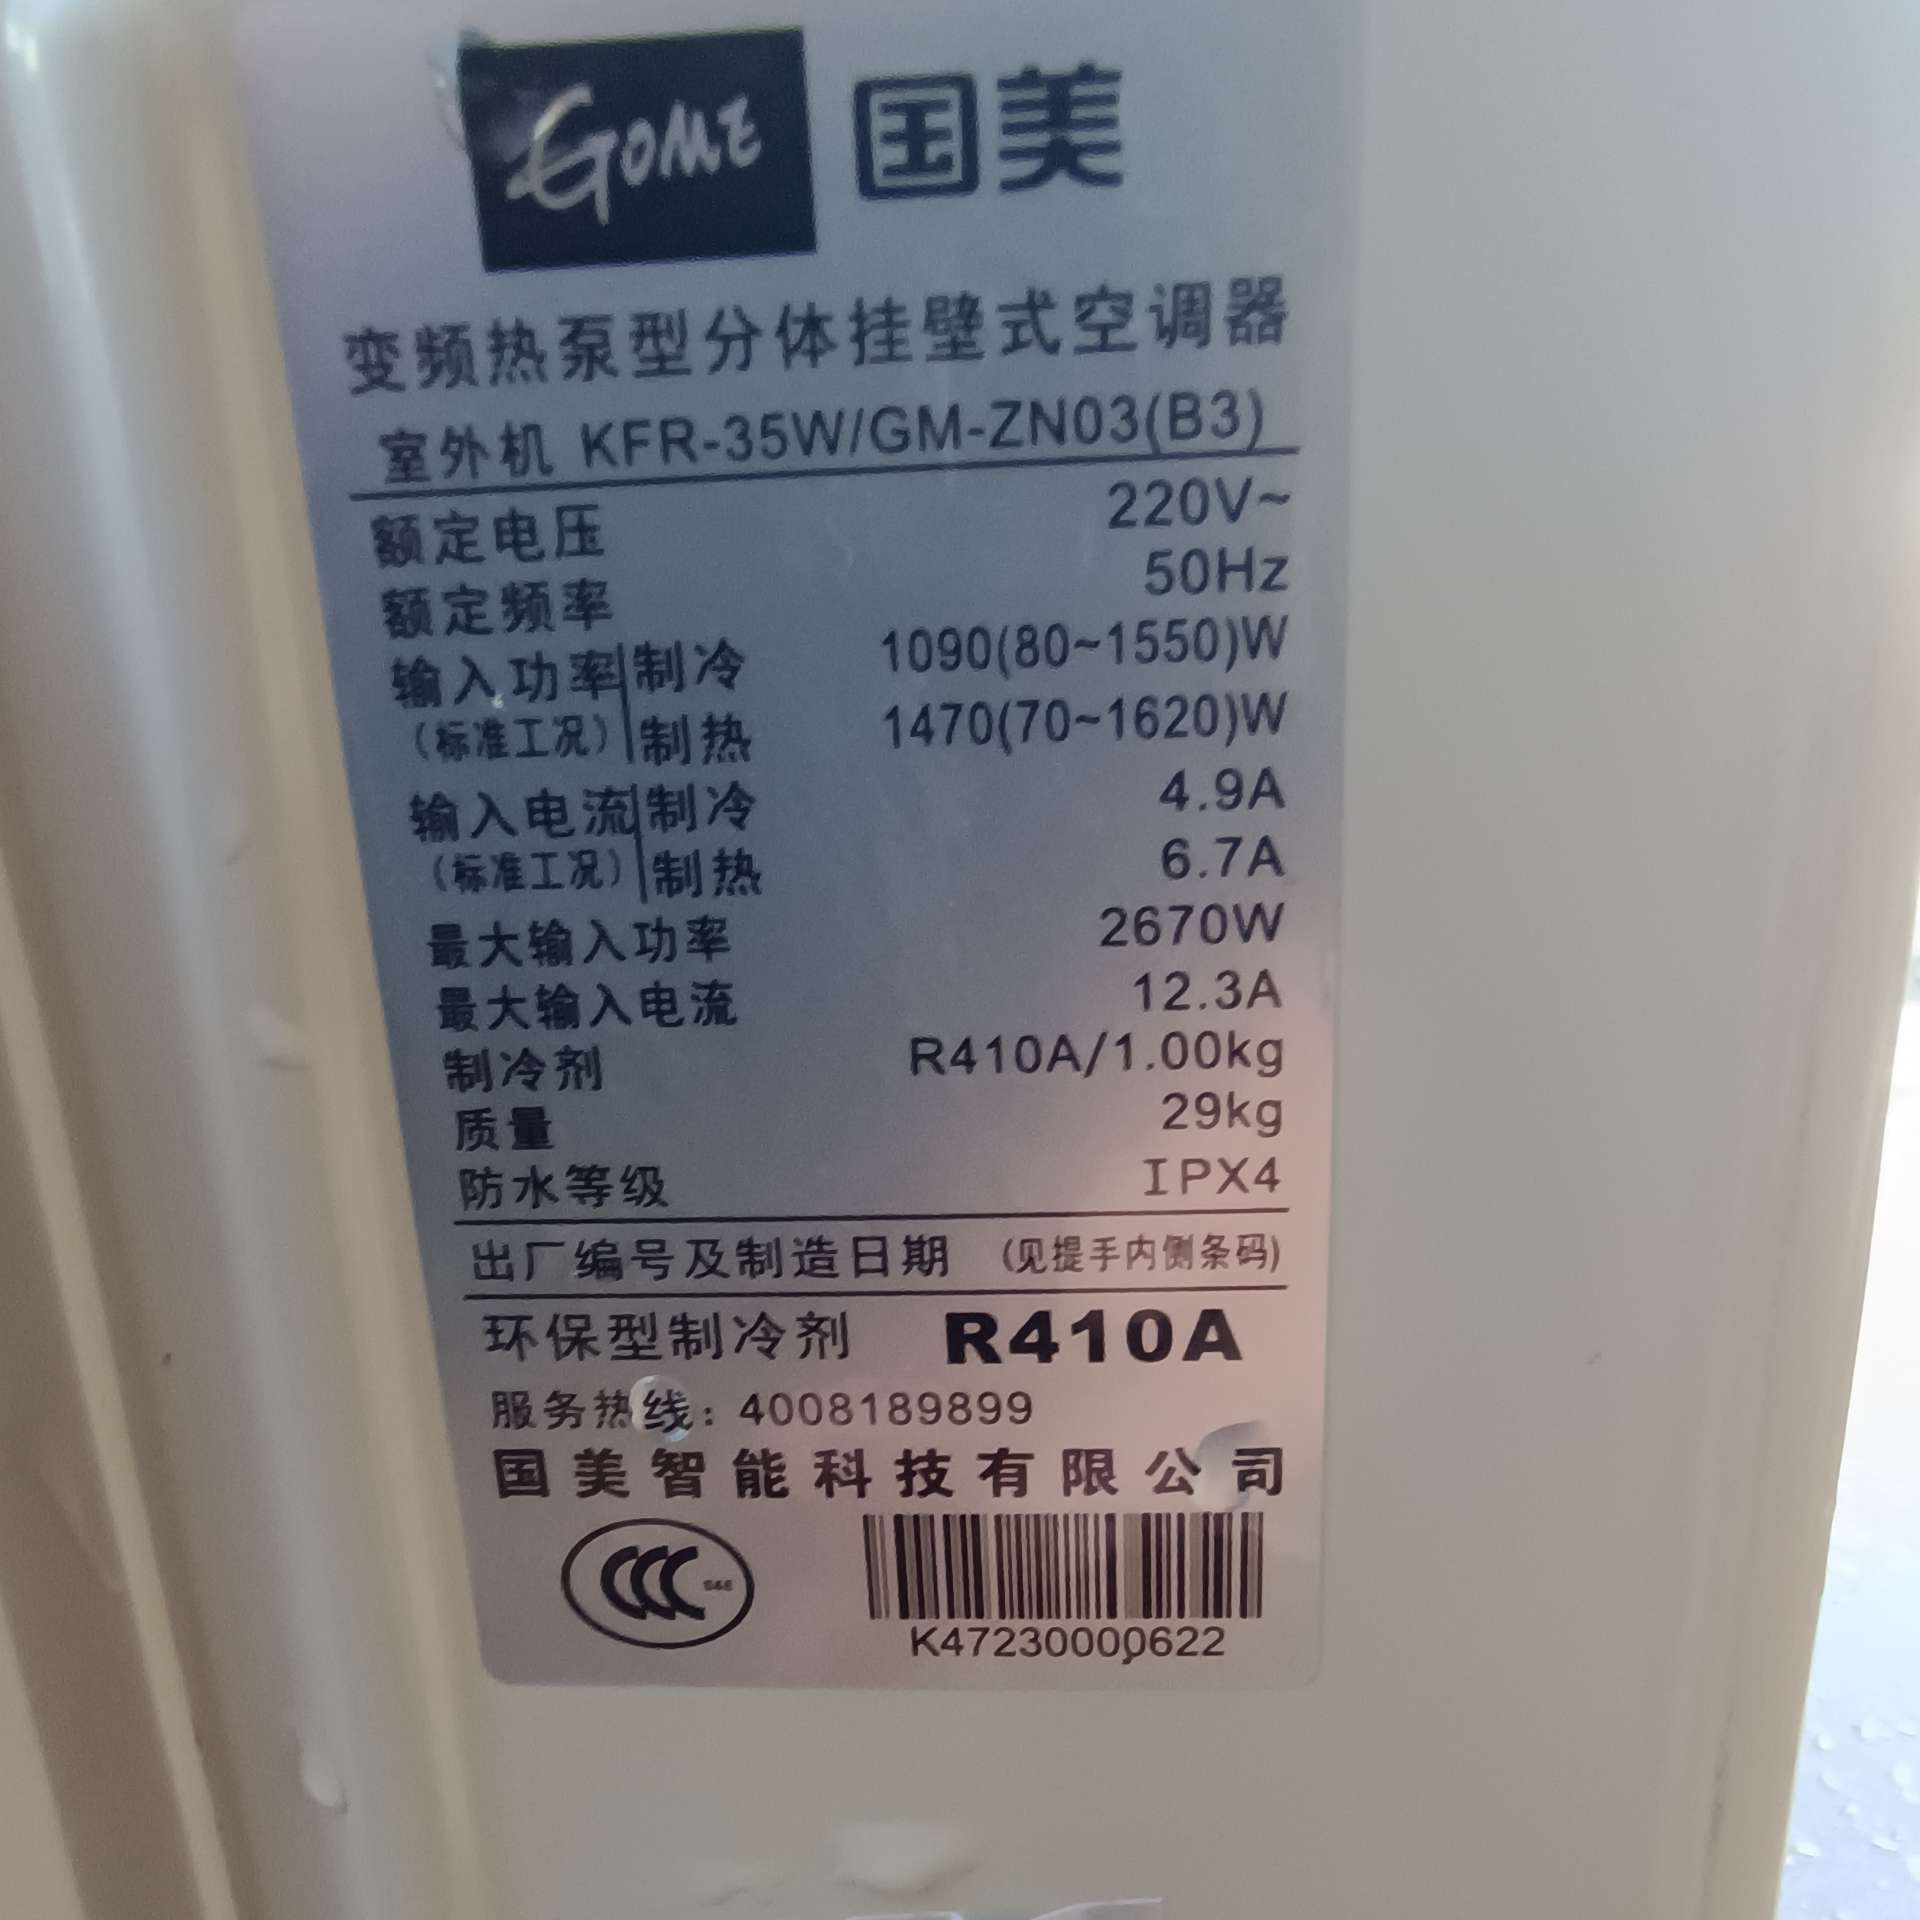 GOME 国美
变频热泵型分体挂壁式空调器
室外机 KFR-35W/GM-ZN03(B3)
额定电压 220V~
额定频率 50Hz
输入功率 制冷 1090(80~1550)W
(标准工况) 制热 1470(70~1620)W
输入电流 制冷 4.9A
(标准工况) 制热 6.7A
最大输入功率 2670W
最大输入电流 12.3A
制冷剂 R410A/1.00kg
质量 29kg
防水等级 IPX4
出厂编号及制造日期 (见提手内侧条码)
环保型制冷剂 R410A
服务热线: 4008189899
国美智能科技有限公司
CCC S&E
K47230000622